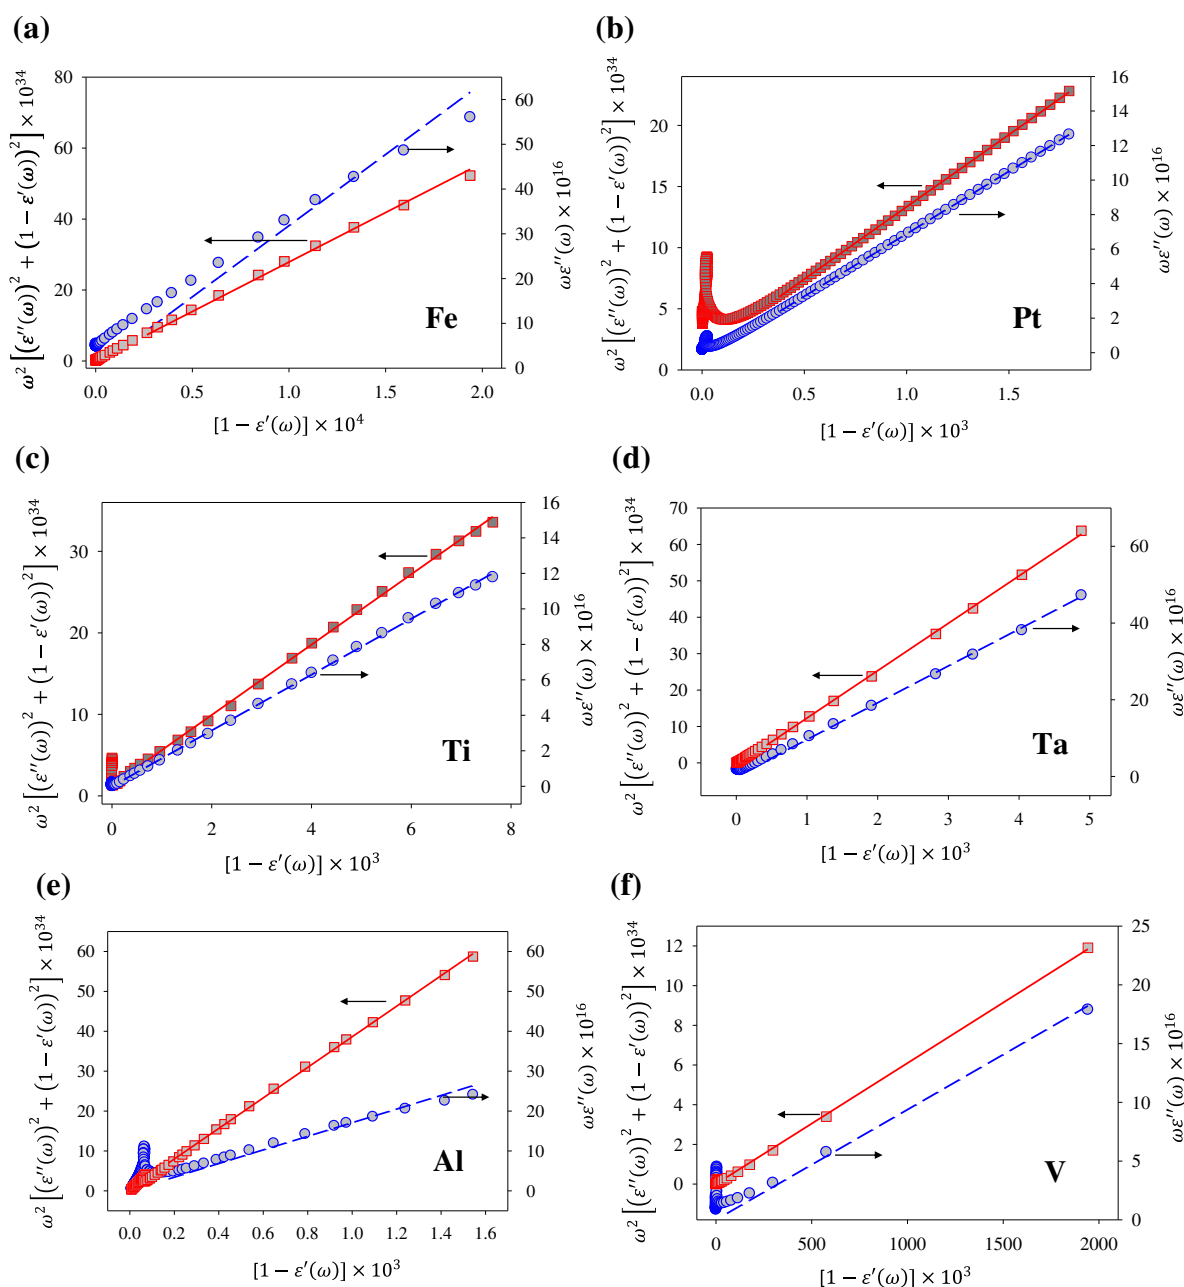 (a)
ω² [(ε′′(ω))² + (1 − ε′(ω))²] × 10³⁴
80
60
40
20
0
60
50
40
30
20
10
0
ωε′′(ω) × 10¹⁶
Fe
0.0 0.5 1.0 1.5 2.0
[1 − ε′(ω)] × 10⁴
(b)
ω² [(ε′′(ω))² + (1 − ε′(ω))²] × 10³⁴
20
15
10
5
0
16
14
12
10
8
6
4
2
0
ωε′′(ω) × 10¹⁶
Pt
0.0 0.5 1.0 1.5
[1 − ε′(ω)] × 10³
(c)
ω² [(ε′′(ω))² + (1 − ε′(ω))²] × 10³⁴
30
20
10
0
16
14
12
10
8
6
4
2
0
ωε′′(ω) × 10¹⁶
Ti
0 2 4 6 8
[1 − ε′(ω)] × 10³
(d)
ω² [(ε′′(ω))² + (1 − ε′(ω))²] × 10³⁴
70
60
50
40
30
20
10
0
60
40
20
0
ωε′′(ω) × 10¹⁶
Ta
0 1 2 3 4 5
[1 − ε′(ω)] × 10³
(e)
ω² [(ε′′(ω))² + (1 − ε′(ω))²] × 10³⁴
60
50
40
30
20
10
0
60
50
40
30
20
10
0
ωε′′(ω) × 10¹⁶
Al
0.0 0.2 0.4 0.6 0.8 1.0 1.2 1.4 1.6
[1 − ε′(ω)] × 10³
(f)
ω² [(ε′′(ω))² + (1 − ε′(ω))²] × 10³⁴
12
10
8
6
4
2
0
25
20
15
10
5
0
ωε′′(ω) × 10¹⁶
V
0 500 1000 1500 2000
[1 − ε′(ω)] × 10³